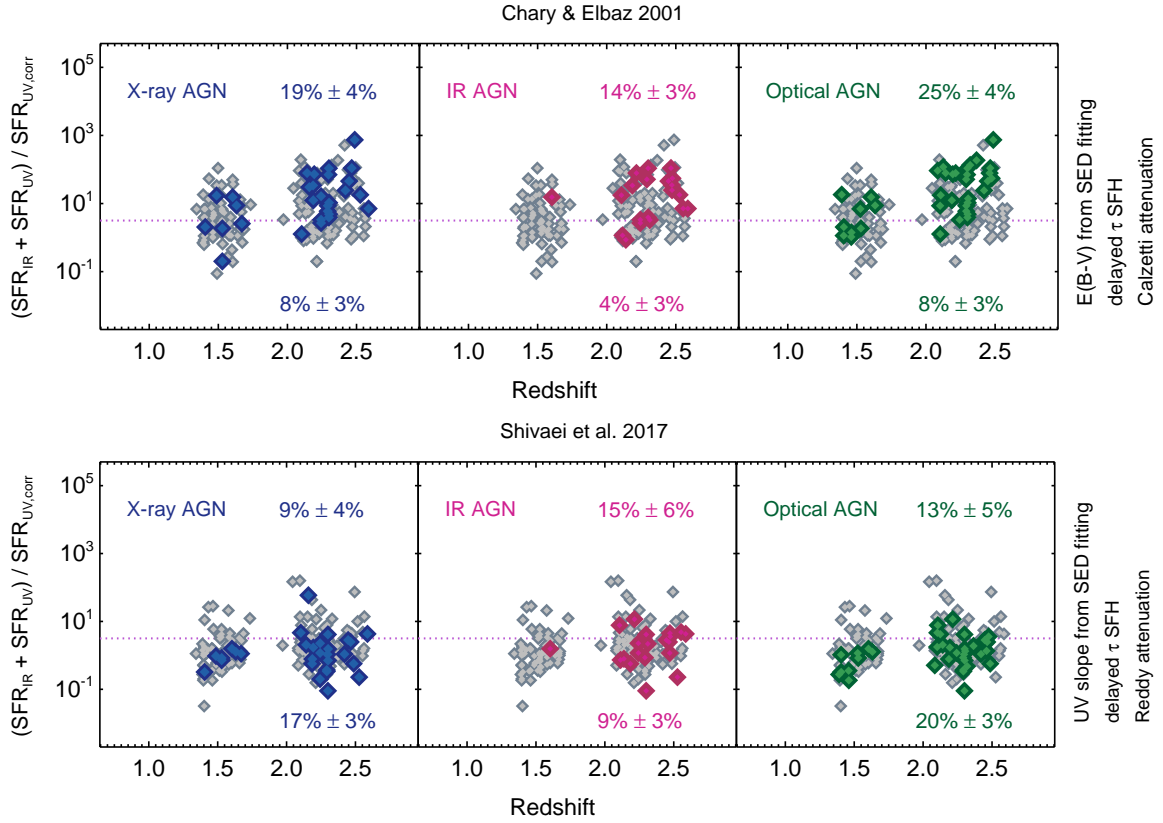 Chary & Elbaz 2001
(SFR_IR + SFR_UV) / SFR_UV,corr
10^5
10^3
10^1
10^-1
X-ray AGN 19% ± 4%
8% ± 3%
IR AGN 14% ± 3%
4% ± 3%
Optical AGN 25% ± 4%
8% ± 3%
E(B-V) from SED fitting
delayed τ SFH
Calzetti attenuation
1.0 1.5 2.0 2.5 1.0 1.5 2.0 2.5 1.0 1.5 2.0 2.5
Redshift
Shivaei et al. 2017
(SFR_IR + SFR_UV) / SFR_UV,corr
10^5
10^3
10^1
10^-1
X-ray AGN 9% ± 4%
17% ± 3%
IR AGN 15% ± 6%
9% ± 3%
Optical AGN 13% ± 5%
20% ± 3%
UV slope from SED fitting
delayed τ SFH
Reddy attenuation
1.0 1.5 2.0 2.5 1.0 1.5 2.0 2.5 1.0 1.5 2.0 2.5
Redshift